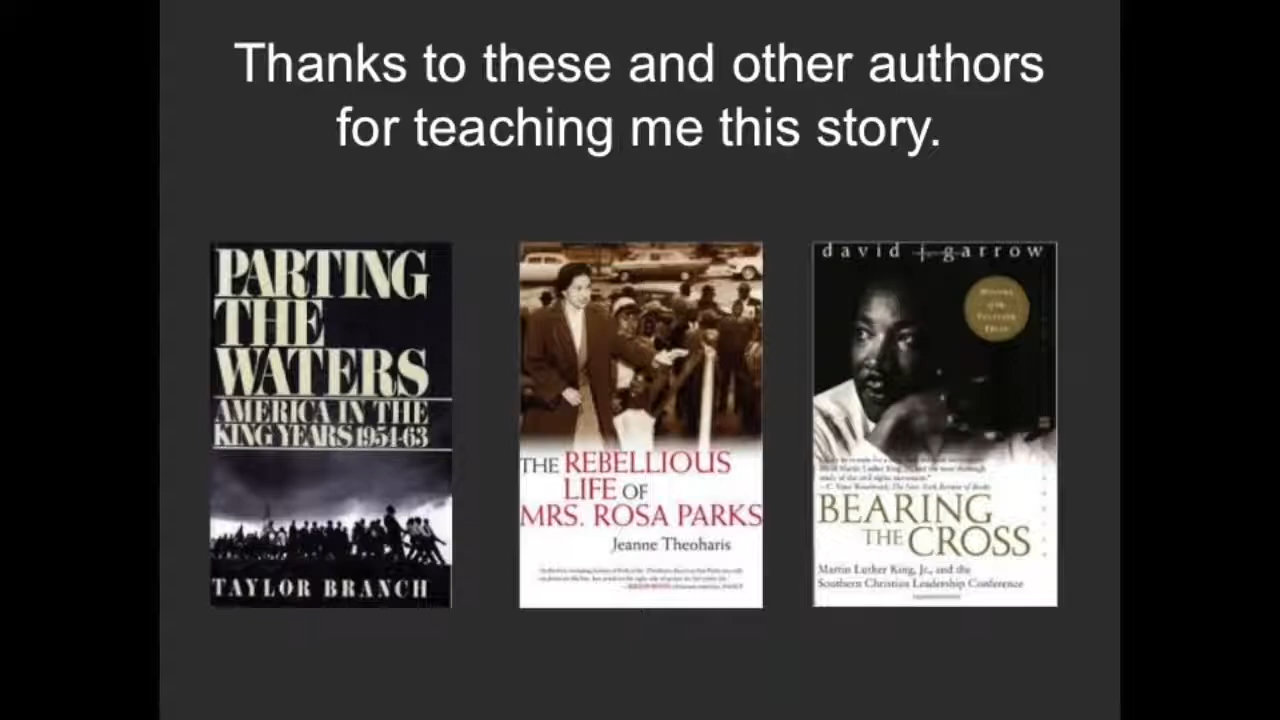 Thanks to these and other authors
for teaching me this story.
PARTING
THE
WATERS
AMERICA IN THE
KING YEARS 1954-63
TAYLOR BRANCH
THE REBELLIOUS
LIFE OF
MRS. ROSA PARKS
Jeanne Theoharis
david j garrow
BEARING
THE CROSS
Martin Luther King, Jr., and the
Southern Christian Leadership Conference